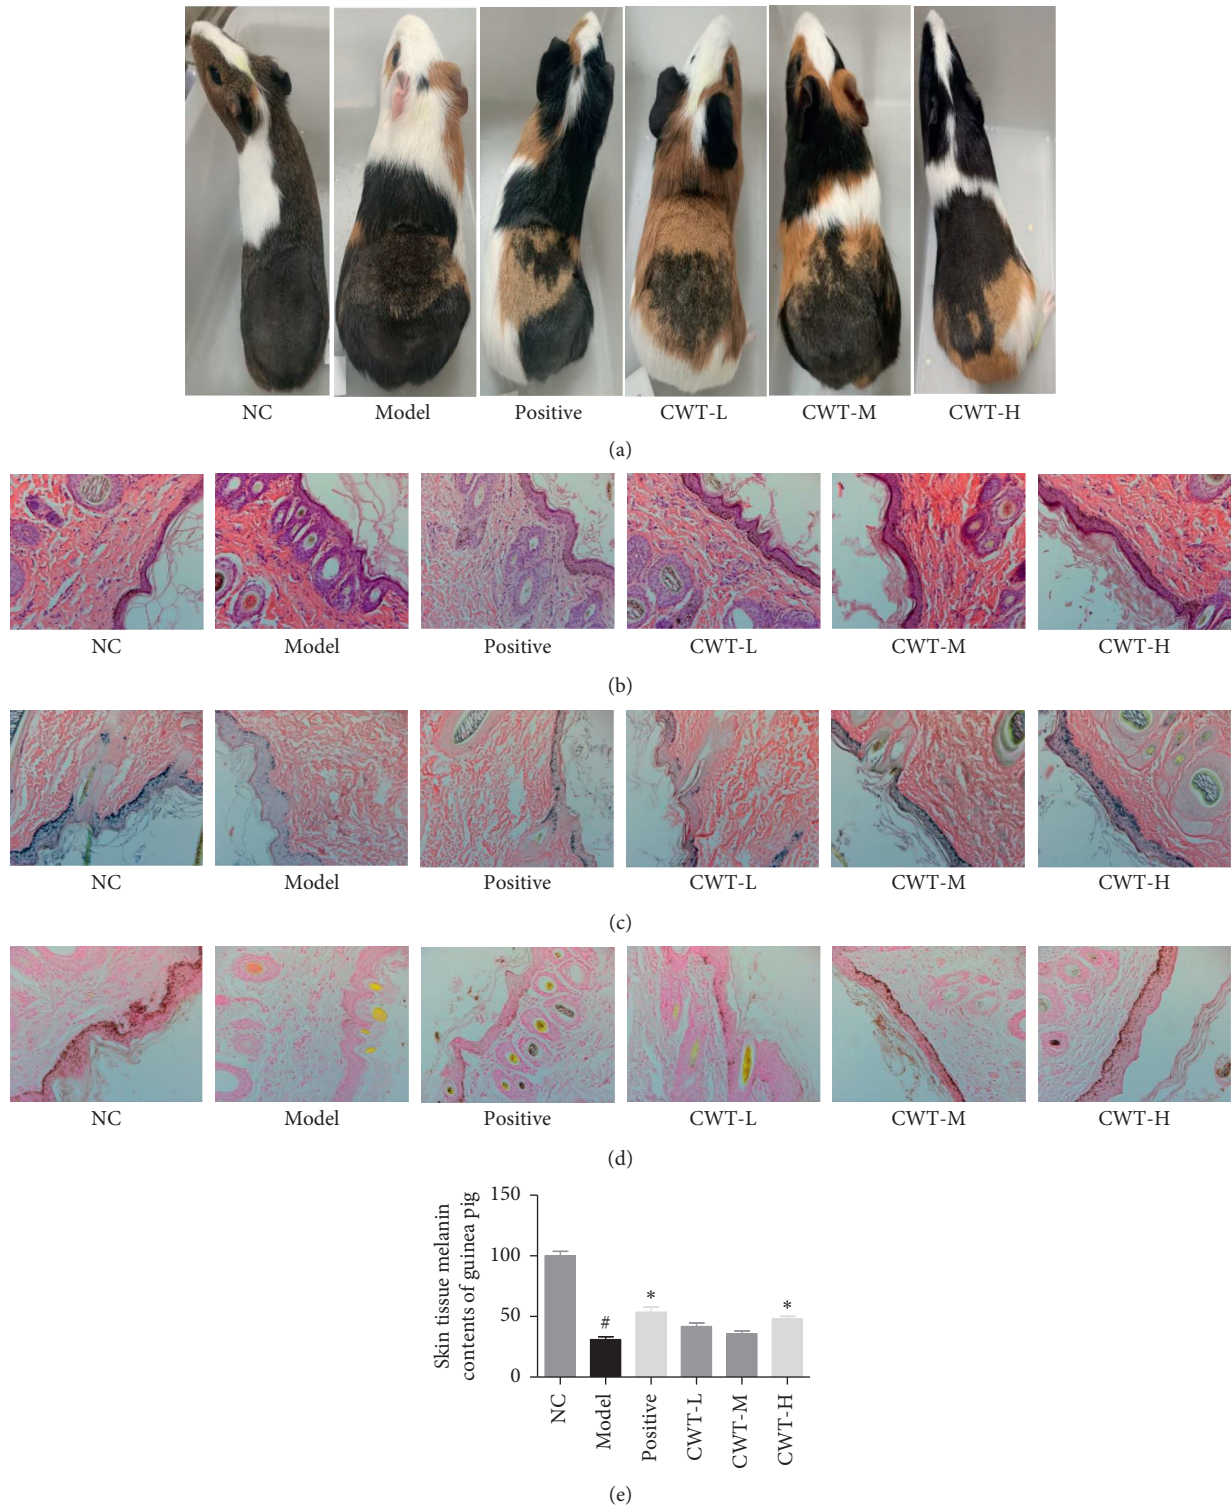 NC Model Positive CWT-L CWT-M CWT-H
(a)
NC Model Positive CWT-L CWT-M CWT-H
(b)
NC Model Positive CWT-L CWT-M CWT-H
(c)
NC Model Positive CWT-L CWT-M CWT-H
(d)
Skin tissue melanin
contents of guinea pig
150
100
50
0
#
*
*
NC
Model
Positive
CWT-L
CWT-M
CWT-H
(e)